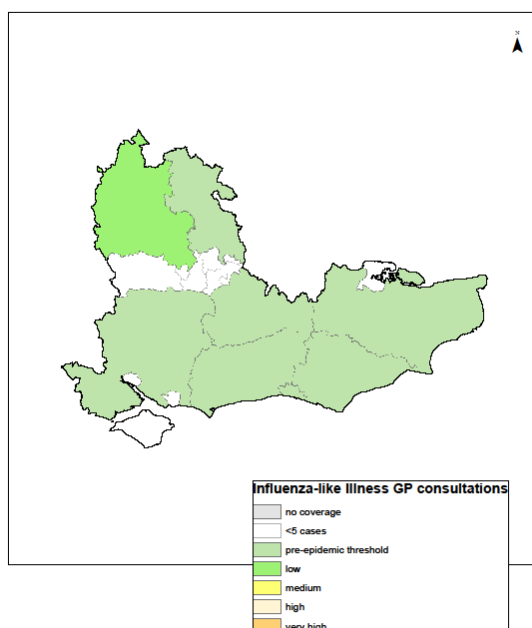 N
Influenza-like Illness GP consultations
no coverage
<5 cases
pre-epidemic threshold
low
medium
high
very high